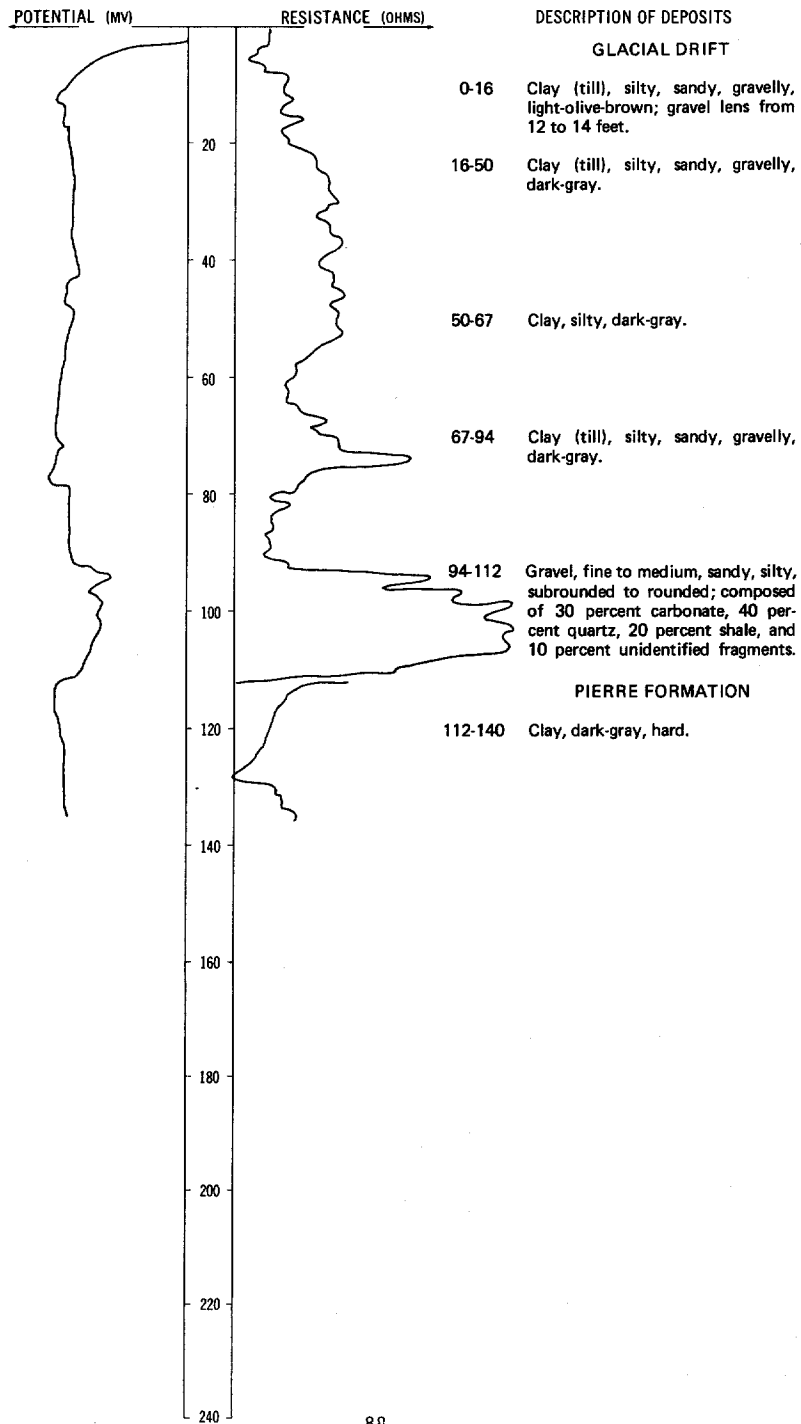 POTENTIAL (MV) RESISTANCE (OHMS) DESCRIPTION OF DEPOSITS
GLACIAL DRIFT
0-16 Clay (till), silty, sandy, gravelly,
light-olive-brown; gravel lens from
12 to 14 feet.
20
16-50 Clay (till), silty, sandy, gravelly,
dark-gray.
40
50-67 Clay, silty, dark-gray.
60
67-94 Clay (till), silty, sandy, gravelly,
dark-gray.
80
94-112 Gravel, fine to medium, sandy, silty,
subrounded to rounded; composed
100
of 30 percent carbonate, 40 per-
cent quartz, 20 percent shale, and
10 percent unidentified fragments.
PIERRE FORMATION
120
112-140 Clay, dark-gray, hard.
140
160
180
200
220
240
88